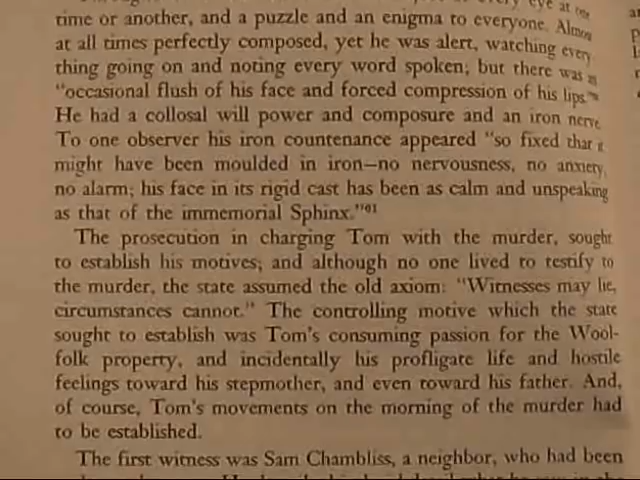 every eye at one
time or another, and a puzzle and an enigma to everyone. Almos
at all times perfectly composed, yet he was alert, watching every
thing going on and noting every word spoken; but there was
"occasional flush of his face and forced compression of his lips."
He had a collosal will power and composure and an iron nerve
To one observer his iron countenance appeared "so fixed that
might have been moulded in iron—no nervousness, no anxiety,
no alarm; his face in its rigid cast has been as calm and unspeaking
as that of the immemorial Sphinx."61
The prosecution in charging Tom with the murder, sought
to establish his motives; and although no one lived to testify to
the murder, the state assumed the old axiom: "Witnesses may lie,
circumstances cannot." The controlling motive which the state
sought to establish was Tom's consuming passion for the Wool-
folk property, and incidentally his profligate life and hostile
feelings toward his stepmother, and even toward his father. And,
of course, Tom's movements on the morning of the murder had
to be established.
The first witness was Sam Chambliss, a neighbor, who had been